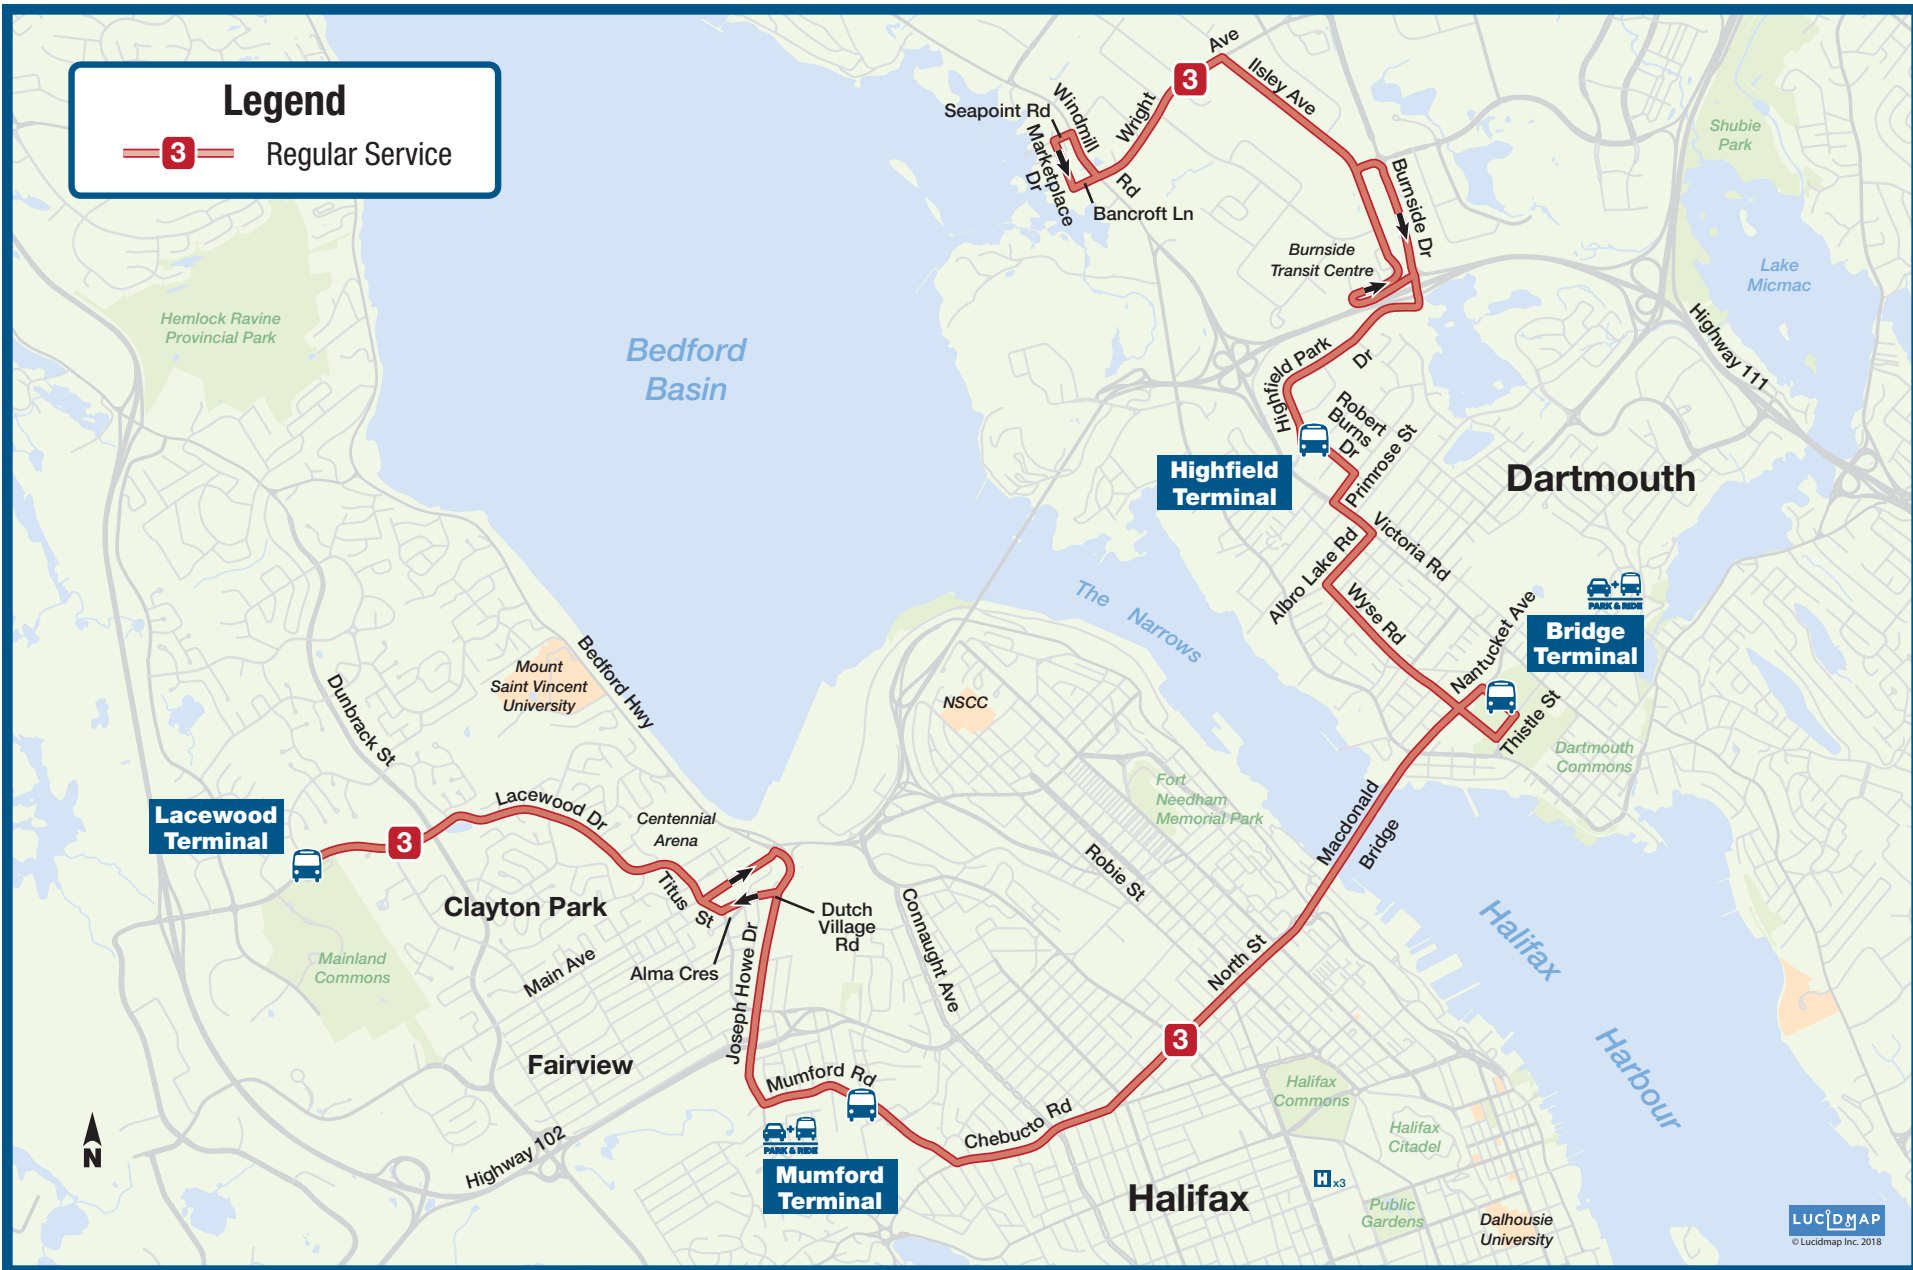 Legend
3 Regular Service
Ave
3
Ilsley Ave
Wright
Windmill
Rd
Seapoint Rd
Marketplace
Dr
Bancroft Ln
Burnside Dr
Burnside
Transit Centre
Shubie
Park
Lake
Micmac
Highway 111
Hemlock Ravine
Provincial Park
Bedford
Basin
Highfield Park
Dr
Robert
Burns
Dr
Primrose St
Highfield
Terminal
Dartmouth
Victoria Rd
Albro Lake Rd
Wyse Rd
Nantucket Ave
PARK & RIDE
Bridge
Terminal
Thistle St
Dartmouth
Commons
The Narrows
Bedford Hwy
Mount
Saint Vincent
University
NSCC
Dunbrack St
Fort
Needham
Memorial Park
Macdonald
Bridge
Lacewood
Terminal
3
Lacewood Dr
Centennial
Arena
Titus St
Clayton Park
Dutch
Village
Rd
Alma Cres
Main Ave
Mainland
Commons
Joseph Howe Dr
Connaught Ave
Robie St
North St
Halifax
Harbour
Fairview
3
Mumford Rd
Chebucto Rd
Halifax
Commons
Halifax
Citadel
PARK & RIDE
Mumford
Terminal
Highway 102
N
Halifax
H x3
Public
Gardens
Dalhousie
University
LUCIDMAP
© Lucidmap Inc. 2018